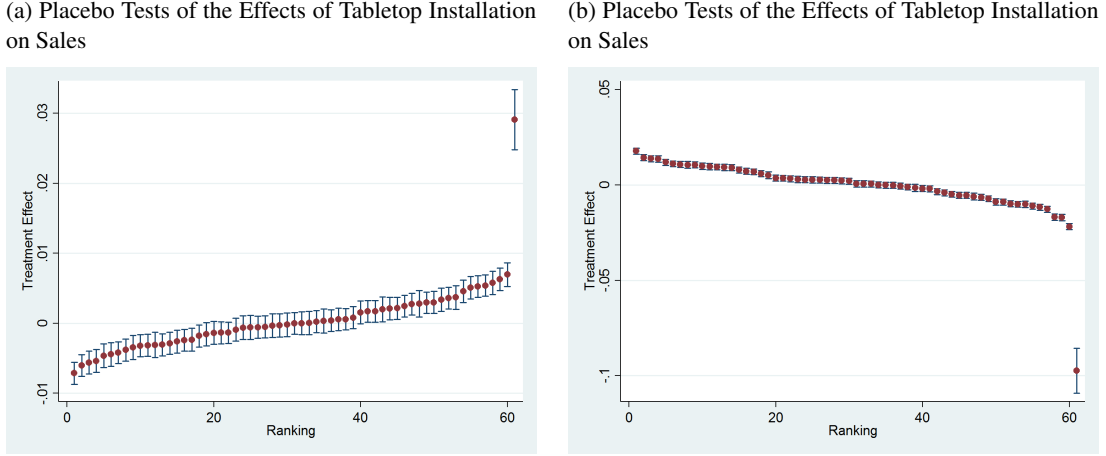 (a) Placebo Tests of the Effects of Tabletop Installation
on Sales
.03
.02
.01
0
-.01
Treatment Effect
0 20 40 60
Ranking
(b) Placebo Tests of the Effects of Tabletop Installation
on Sales
.05
0
-.05
-.1
Treatment Effect
0 20 40 60
Ranking